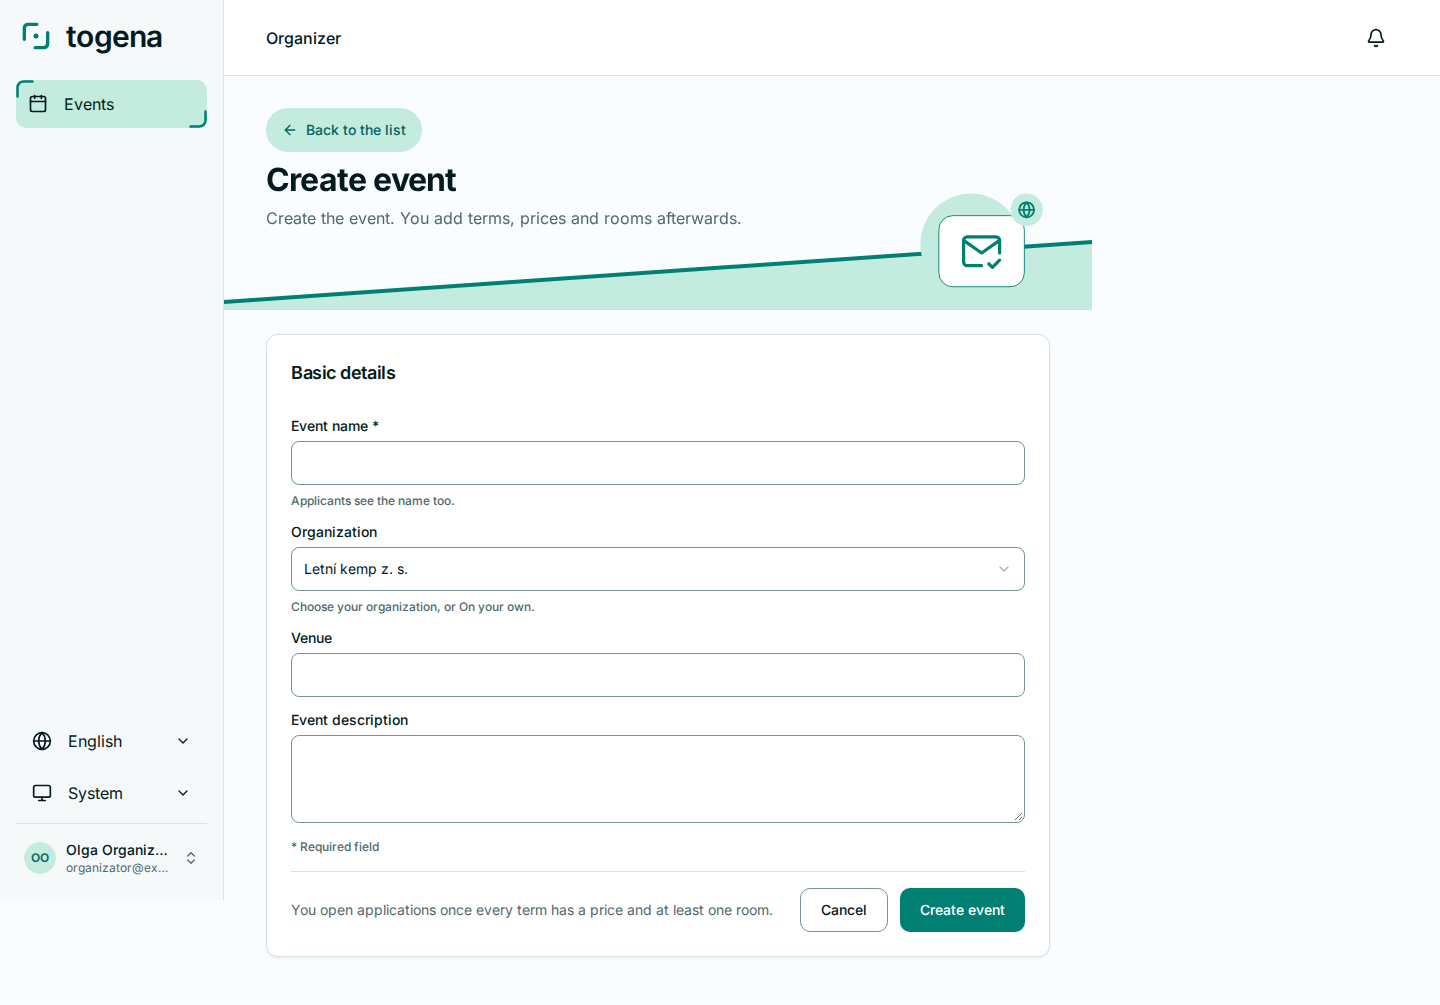 togena
Organizer
Events
Back to the list
Create event
Create the event. You add terms, prices and rooms afterwards.
Basic details
Event name *
Applicants see the name too.
Organization
Letní kemp z. s.
Choose your organization, or On your own.
Venue
Event description
* Required field
You open applications once every term has a price and at least one room.
Cancel
Create event
English
System
OO
Olga Organiz...
organizator@ex...